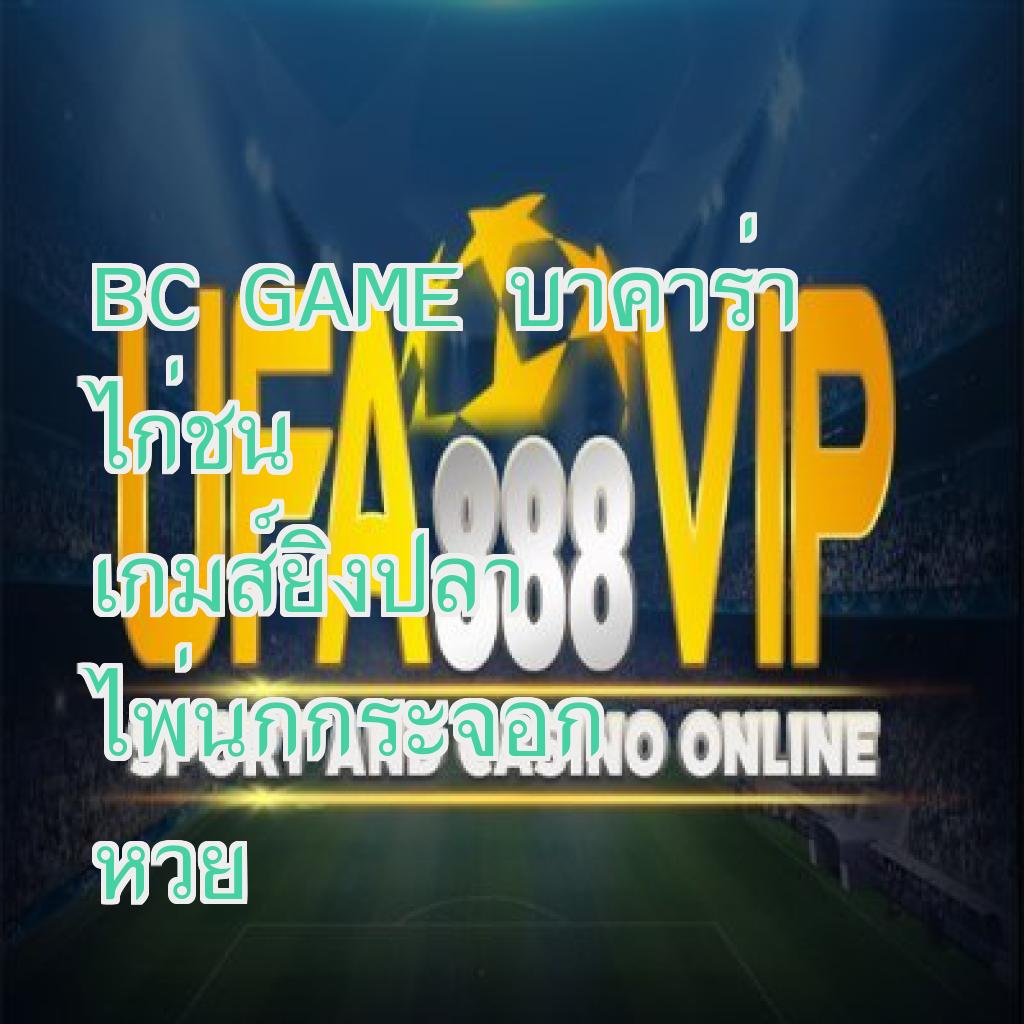 BC GAME บาคาร่า
ไก่ชน
เกมส์ยิงปลา
ไพ่นกกระจอก
หวย
UFA888VIP
SPORT AND CASINO ONLINE